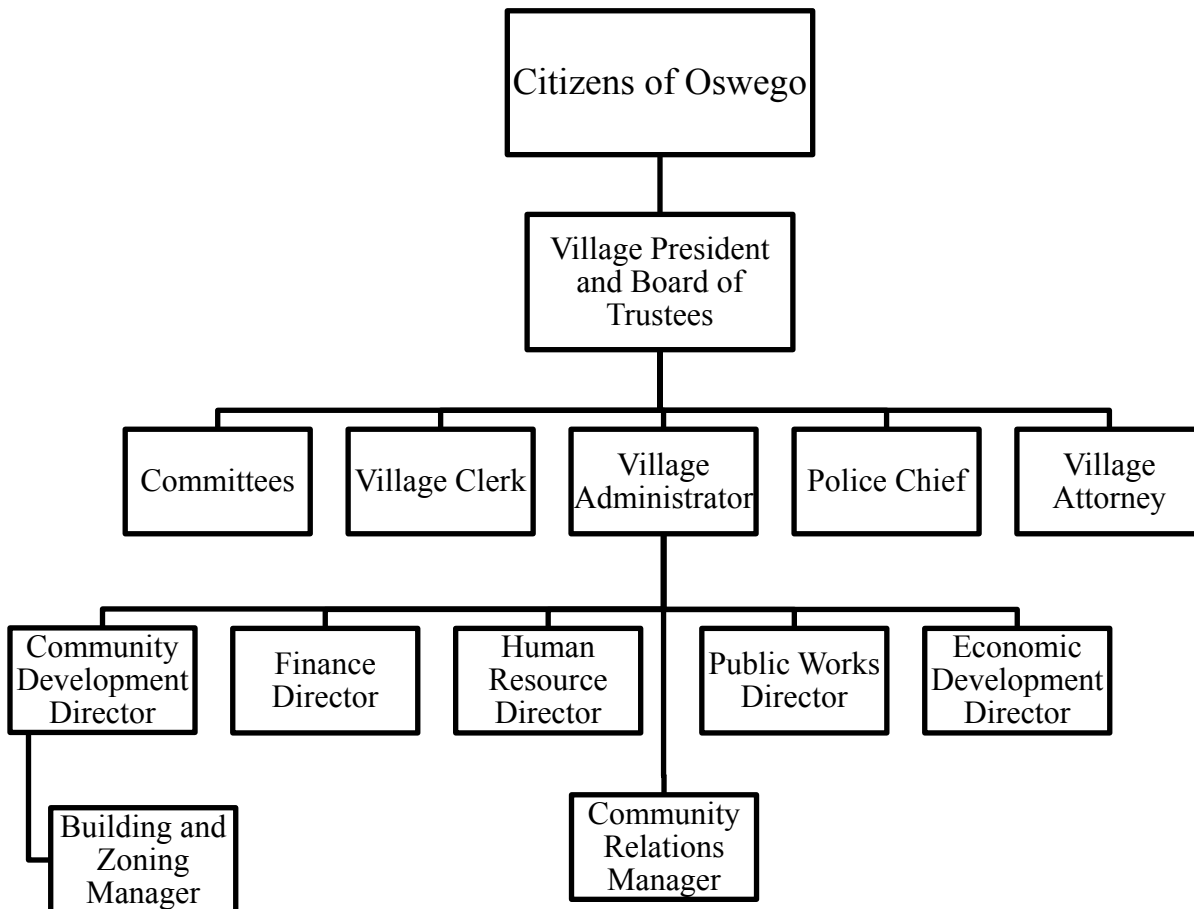 Citizens of Oswego
Village President
and Board of
Trustees
Committees
Village Clerk
Village
Administrator
Police Chief
Village
Attorney
Community
Development
Director
Finance
Director
Human
Resource
Director
Public Works
Director
Economic
Development
Director
Building and
Zoning
Manager
Community
Relations
Manager